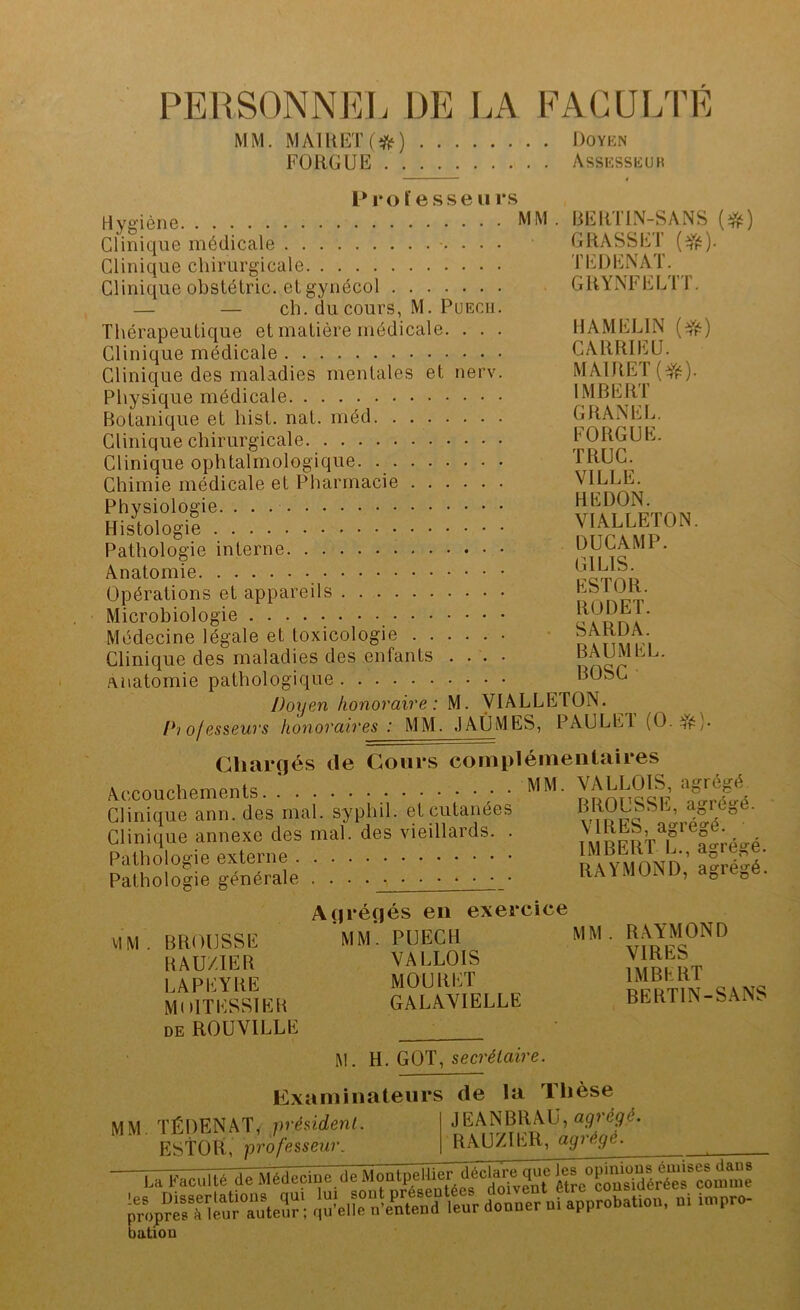 PERSONNEL DE LA FACULTÉ
MM. MAIRET (✻) . . . . . . . . . DOYEN
FORGUE . . . . . . . . . . ASSESSEUR
Professeurs
Hygiène. . . . . . . . . . . . . . . . . . . MM. BERTIN-SANS (✻)
Clinique médicale . . . . . . . . . . . . . GRASSET (✻).
Clinique chirurgicale. . . . . . . . . . . . TEDENAT.
Clinique obstétric. et gynécol . . . . . . . GRYNFELTT.
— — ch. du cours, M. PUECH.
Thérapeutique et matière médicale. . . . HAMELIN (✻)
Clinique médicale . . . . . . . . . . . . . CARRIEU.
Clinique des maladies mentales et nerv. MAIRET (✻).
Physique médicale. . . . . . . . . . . . . IMBERT
Botanique et hist. nat. méd. . . . . . . . GRANEL.
Clinique chirurgicale. . . . . . . . . . . . FORGUE.
Clinique ophtalmologique. . . . . . . . . TRUC.
Chimie médicale et Pharmacie . . . . . . VILLE.
Physiologie. . . . . . . . . . . . . . . . . HEDON.
Histologie . . . . . . . . . . . . . . . . . VIALLETON.
Pathologie interne. . . . . . . . . . . . . DUCAMP.
Anatomie. . . . . . . . . . . . . . . . . . GILIS.
Opérations et appareils . . . . . . . . . . ESTOR.
Microbiologie . . . . . . . . . . . . . . . RODET.
Médecine légale et toxicologie . . . . . . SARDA.
Clinique des maladies des enfants . . . . BAUMEL.
Anatomie pathologique . . . . . . . . . . BOSC
Doyen honoraire : M. VIALLETON.
Professeurs honoraires : MM. JAUMES, PAULET (O. ✻).
Chargés de Cours complémentaires
Accouchements. . . . . . . . . . . . . . . MM. VALLOIS, agrégé
Clinique ann. des mal. syphil. et cutanées BROUSSE, agrégé.
Clinique annexe des mal. des vieillards. . VIRES, agrégé.
Pathologie externe . . . . . . . . . . . . . IMBERT L., agrégé.
Pathologie générale . . . . . . . . . . . . RAYMOND, agrégé.
Agrégés en exercice
MM. BROUSSE MM. PUECH MM. RAYMOND
RAUZIER VALLOIS VIRES
LAPEYRE MOURET IMBERT
MOITESSIER GALAVIELLE BERTIN-SANS
DE ROUVILLE
M. H. GOT, secrétaire.
Examinateurs de la Thèse
MM. TÉDENAT, président. JEANBRAU, agrégé.
ESTOR, professeur. RAUZIER, agrégé.
La Faculté de Médecine de Montpellier déclare que les opinions émises dans
les Dissertations qui lui sont présentées doivent être considérées comme
propres à leur auteur ; qu'elle n'entend leur donner ni approbation, ni impro-
bation